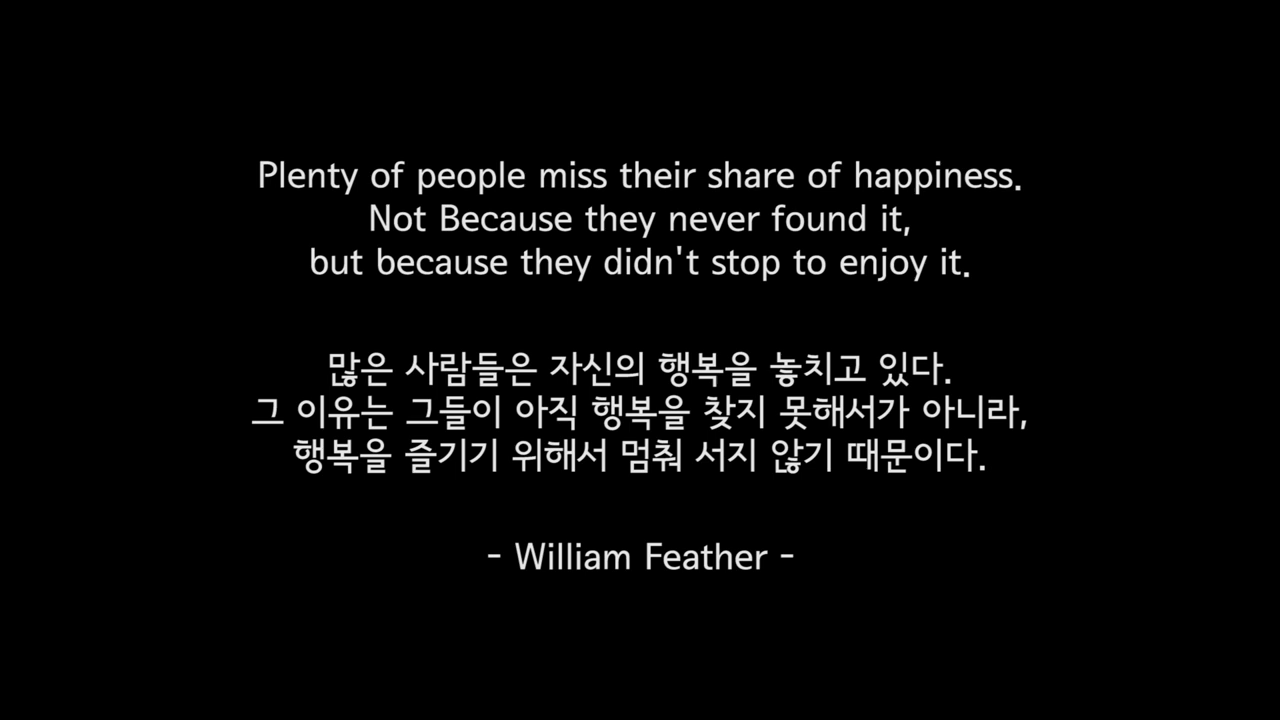 Plenty of people miss their share of happiness.
Not Because they never found it,
but because they didn't stop to enjoy it.
많은 사람들은 자신의 행복을 놓치고 있다.
그 이유는 그들이 아직 행복을 찾지 못해서가 아니라,
행복을 즐기기 위해서 멈춰 서지 않기 때문이다.
- William Feather -